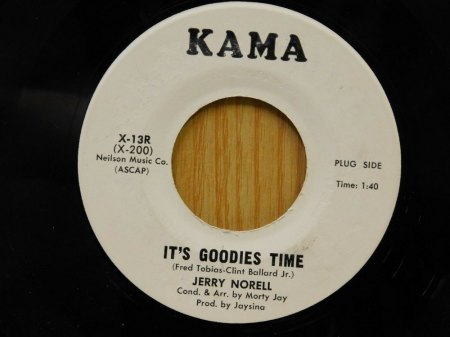 KAMA
X-13R
(X-200)
Neilson Music Co.
(ASCAP)
PLUG SIDE
Time: 1:40
IT'S GOODIES TIME
(Fred Tobias-Clint Ballard Jr.)
JERRY NORELL
Cond. & Arr. by Morty Jay
Prod. by Jaysina